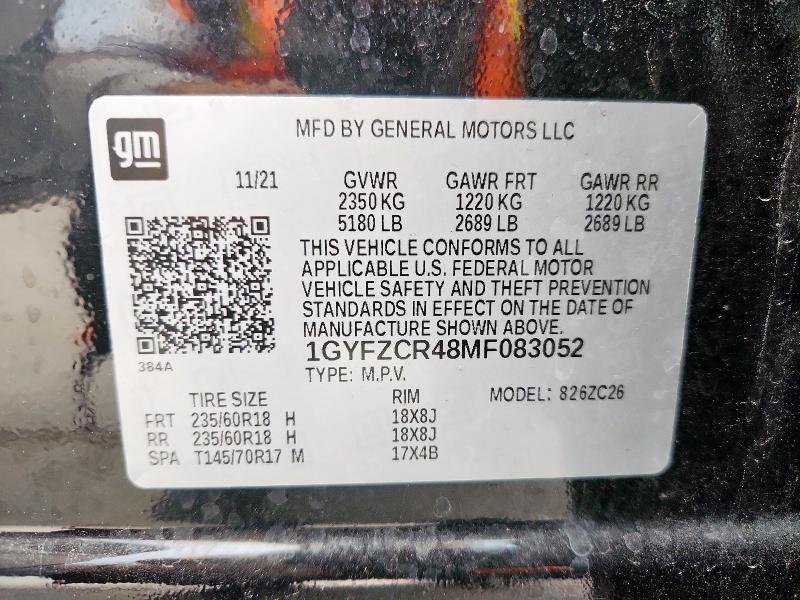 gm
MFD BY GENERAL MOTORS LLC
11/21 GVWR GAWR FRT GAWR RR
2350 KG 1220 KG 1220 KG
5180 LB 2689 LB 2689 LB
THIS VEHICLE CONFORMS TO ALL
APPLICABLE U.S. FEDERAL MOTOR
VEHICLE SAFETY AND THEFT PREVENTION
STANDARDS IN EFFECT ON THE DATE OF
MANUFACTURE SHOWN ABOVE.
1GYFZCR48MF083052
384A
TYPE: M.P.V.
TIRE SIZE RIM MODEL: 826ZC26
FRT 235/60R18 H 18X8J
RR 235/60R18 H 18X8J
SPA T145/70R17 M 17X4B